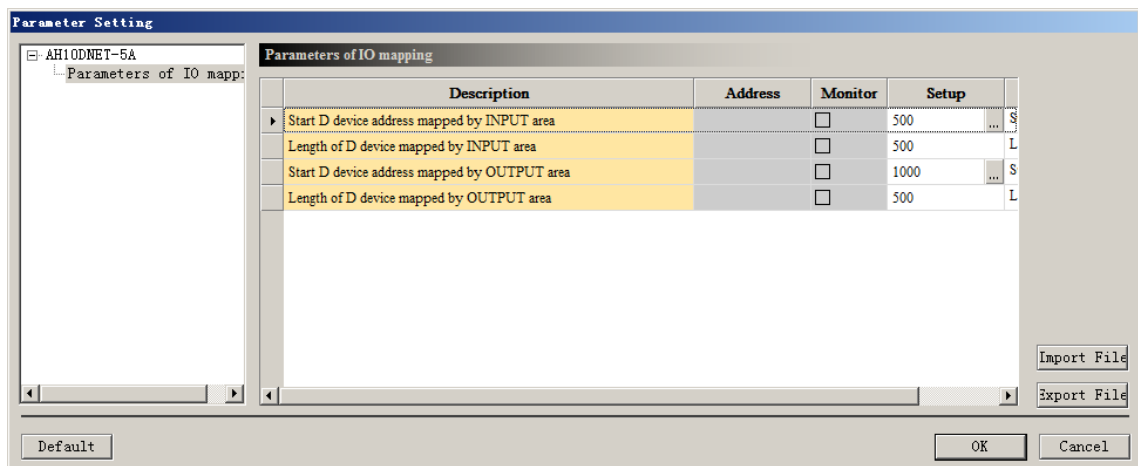 Parameter Setting
AH10DNET-5A
Parameters of IO mapp:
Parameters of IO mapping
Description Address Monitor Setup
Start D device address mapped by INPUT area 500 ... S
Length of D device mapped by INPUT area 500 L
Start D device address mapped by OUTPUT area 1000 ... S
Length of D device mapped by OUTPUT area 500 L
Import File
Export File
Default OK Cancel